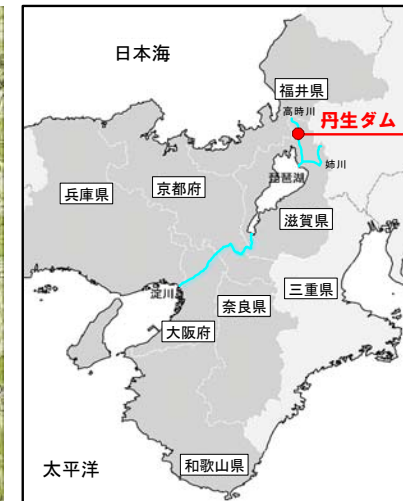 日本海
福井県
高時川
丹生ダム
姉川
琵琶湖
京都府
兵庫県
滋賀県
三重県
淀川
奈良県
大阪府
和歌山県
太平洋